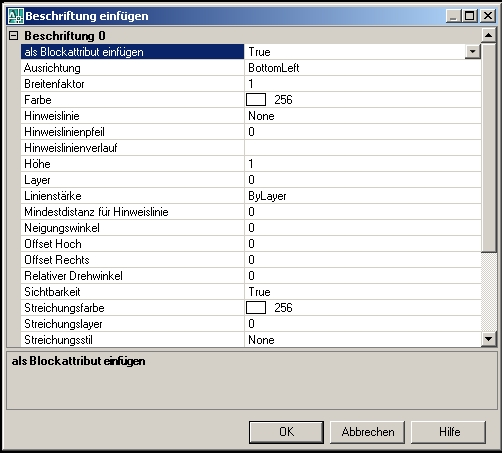 Beschriftung einfügen
Beschriftung 0
als Blockattribut einfügen True
Ausrichtung BottomLeft
Breitenfaktor 1
Farbe 256
Hinweislinie None
Hinweislinienpfeil 0
Hinweislinienverlauf
Höhe 1
Layer 0
Linienstärke ByLayer
Mindestdistanz für Hinweislinie 0
Neigungswinkel 0
Offset Hoch 0
Offset Rechts 0
Relativer Drehwinkel 0
Sichtbarkeit True
Streichungsfarbe 256
Streichungslayer 0
Streichungsstil None
als Blockattribut einfügen
OK Abbrechen Hilfe